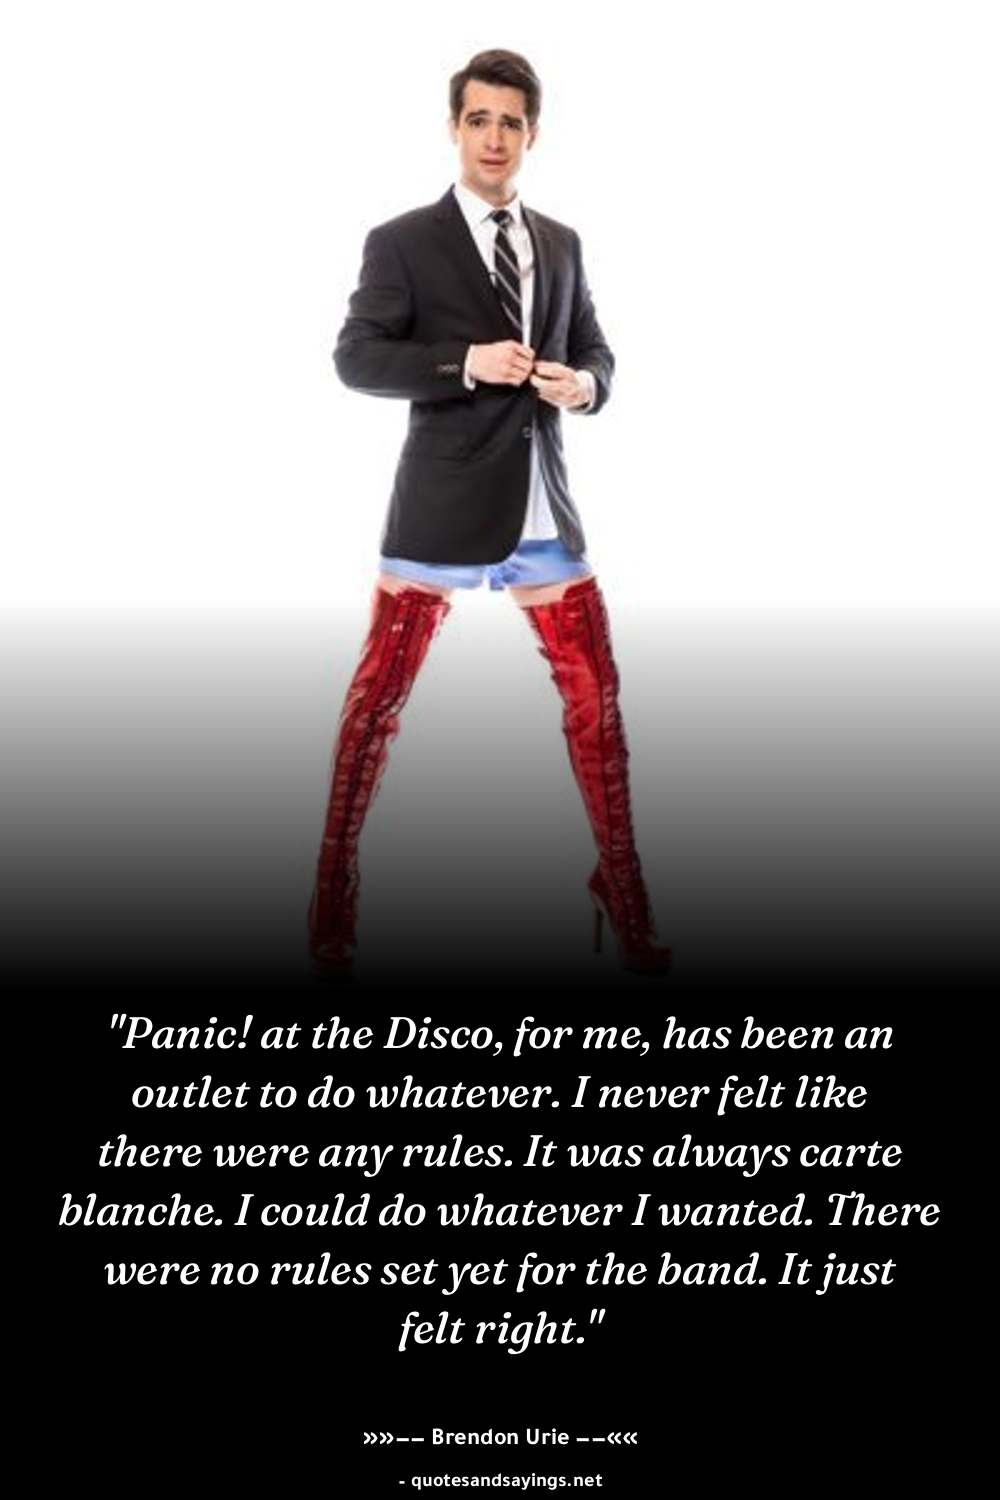 "Panic! at the Disco, for me, has been an
outlet to do whatever. I never felt like
there were any rules. It was always carte
blanche. I could do whatever I wanted. There
were no rules set yet for the band. It just
felt right."
»»−− Brendon Urie −−««
- quotesandsayings.net